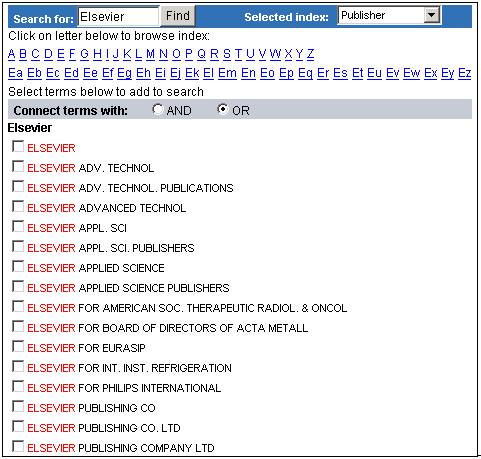 Search for: Elsevier Find Selected index: Publisher
Click on letter below to browse index:
A B C D E F G H I J K L M N O P Q R S T U V W X Y Z
Ea Eb Ec Ed Ee Ef Eg Eh Ei Ej Ek El Em En Eo Ep Eq Er Es Et Eu Ev Ew Ex Ey Ez
Select terms below to add to search
Connect terms with: AND OR
Elsevier
ELSEVIER
ELSEVIER ADV. TECHNOL
ELSEVIER ADV. TECHNOL. PUBLICATIONS
ELSEVIER ADVANCED TECHNOL
ELSEVIER APPL. SCI
ELSEVIER APPL. SCI. PUBLISHERS
ELSEVIER APPLIED SCIENCE
ELSEVIER APPLIED SCIENCE PUBLISHERS
ELSEVIER FOR AMERICAN SOC. THERAPEUTIC RADIOL. & ONCOL
ELSEVIER FOR BOARD OF DIRECTORS OF ACTA METALL
ELSEVIER FOR EURASIP
ELSEVIER FOR INT. INST. REFRIGERATION
ELSEVIER FOR PHILIPS INTERNATIONAL
ELSEVIER PUBLISHING CO
ELSEVIER PUBLISHING CO. LTD
ELSEVIER PUBLISHING COMPANY LTD